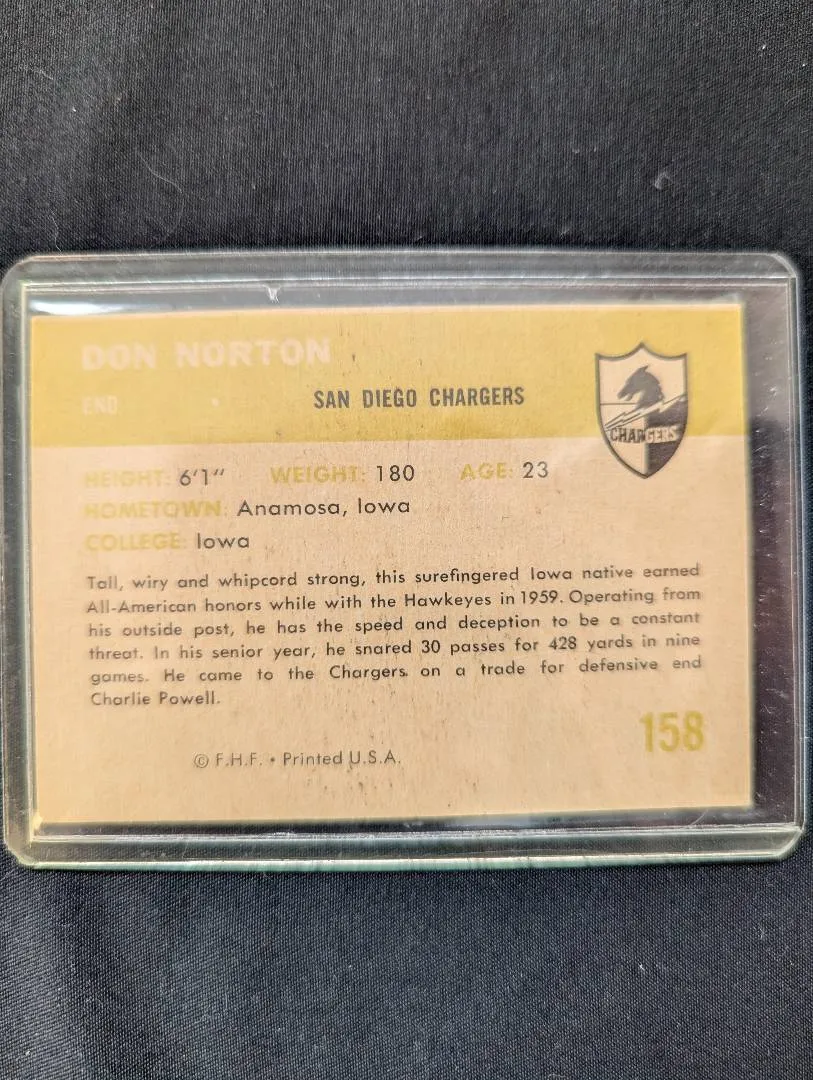 DON NORTON
END
SAN DIEGO CHARGERS
CHARGERS
HEIGHT: 6'1" WEIGHT: 180 AGE: 23
HOMETOWN: Anamosa, Iowa
COLLEGE: Iowa
Tall, wiry and whipcord strong, this surefingered Iowa native earned
All-American honors while with the Hawkeyes in 1959. Operating from
his outside post, he has the speed and deception to be a constant
threat. In his senior year, he snared 30 passes for 428 yards in nine
games. He came to the Chargers on a trade for defensive end
Charlie Powell.
158
© F.H.F. • Printed U.S.A.